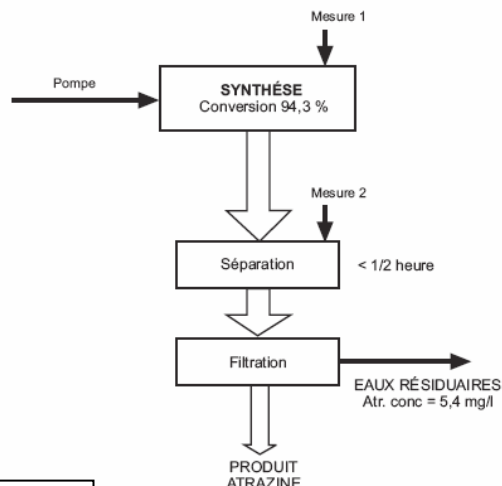 Mesure 1
Pompe
SYNTHÉSE
Conversion 94,3 %
Mesure 2
Séparation
< 1/2 heure
Filtration
EAUX RÉSIDUAIRES
Atr. conc = 5,4 mg/l
PRODUIT
ATRAZINE